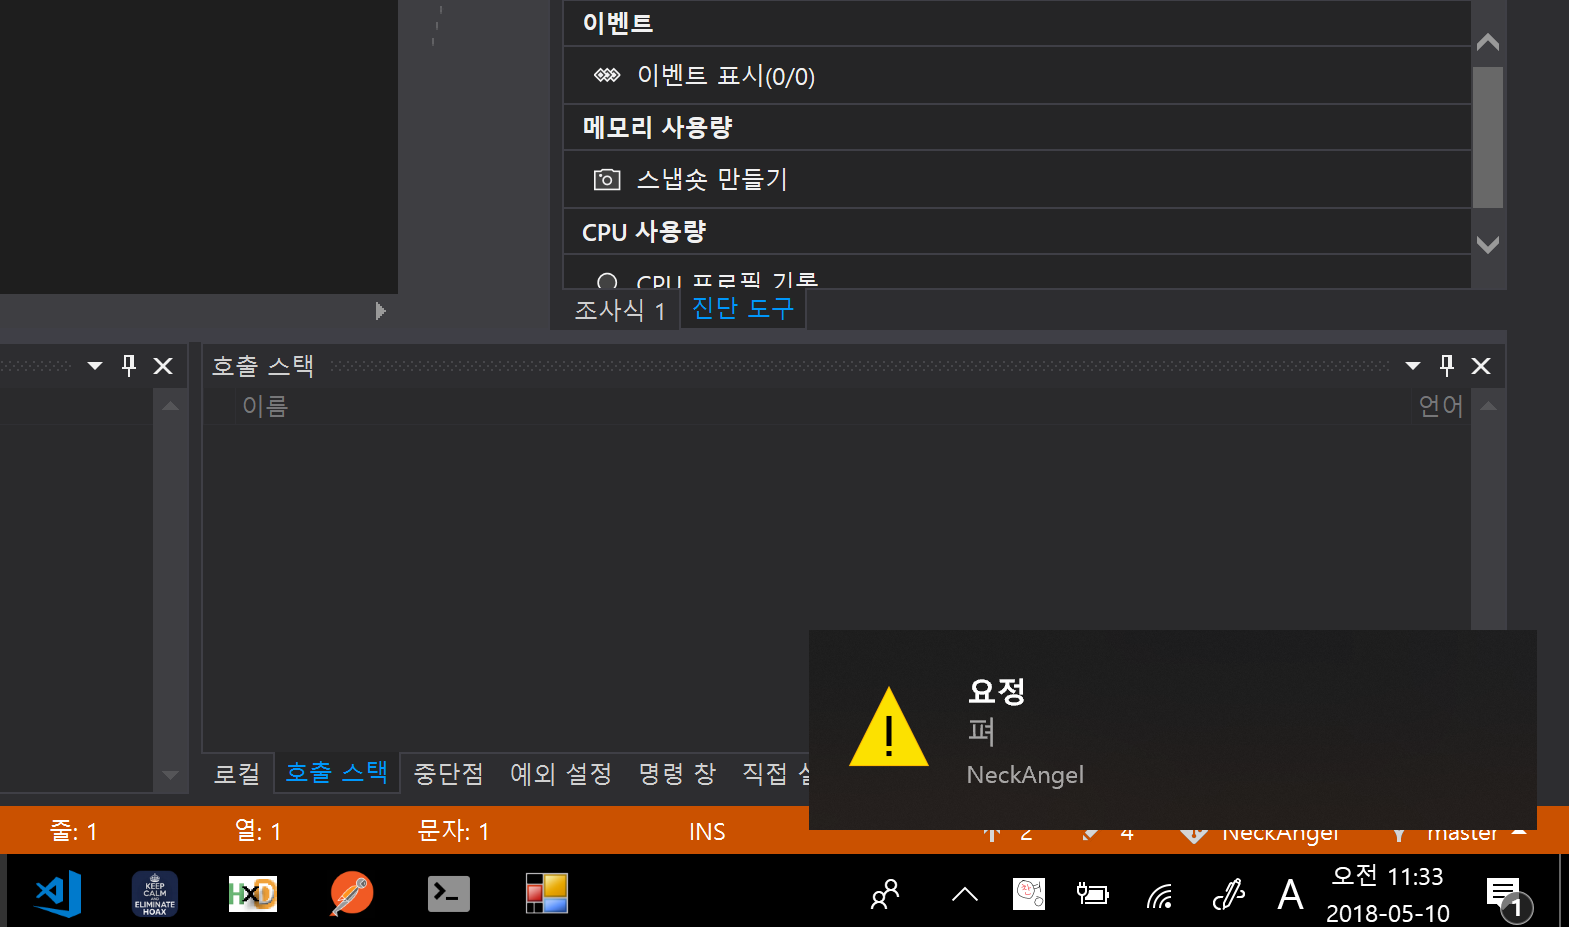 이벤트
이벤트 표시(0/0)
메모리 사용량
스냅숏 만들기
CPU 사용량
CPU 프로필 기록
조사식 1 진단 도구
호출 스택
이름 언어
요정
펴
NeckAngel
로컬 호출 스택 중단점 예외 설정 명령 창 직접
줄: 1 열: 1 문자: 1 INS 2 4 NeckAngel master
KEEP
CALM
AND
ELIMINATE
HOAX
HxD
A
오전 11:33
2018-05-10
1